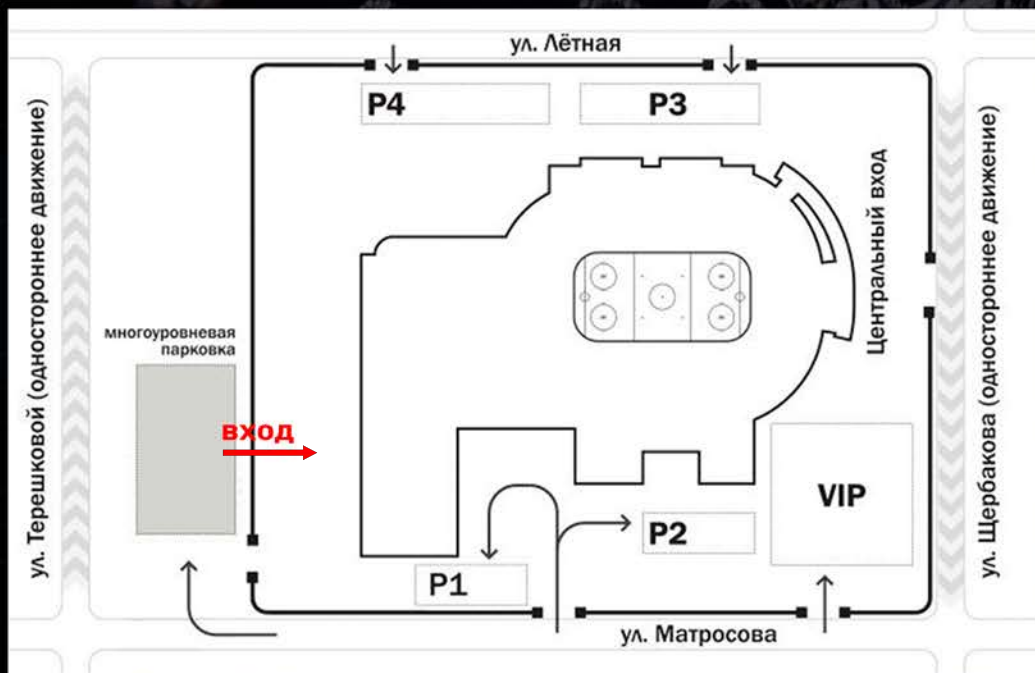 ул. Лётная
P4
P3
ул. Терешковой (одностороннее движение)
Центральный вход
ул. Щербакова (одностороннее движение)
многоуровневая
парковка
вход
VIP
P2
P1
ул. Матросова